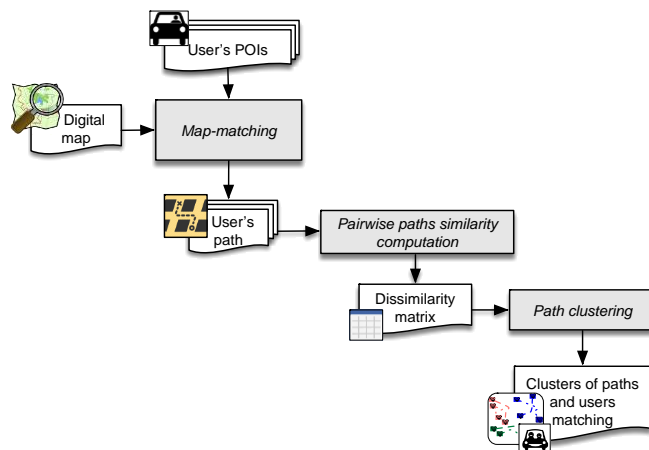 User's POIs
Digital
map
Map-matching
User's
path
Pairwise paths similarity
computation
Dissimilarity
matrix
Path clustering
Clusters of paths
and users
matching